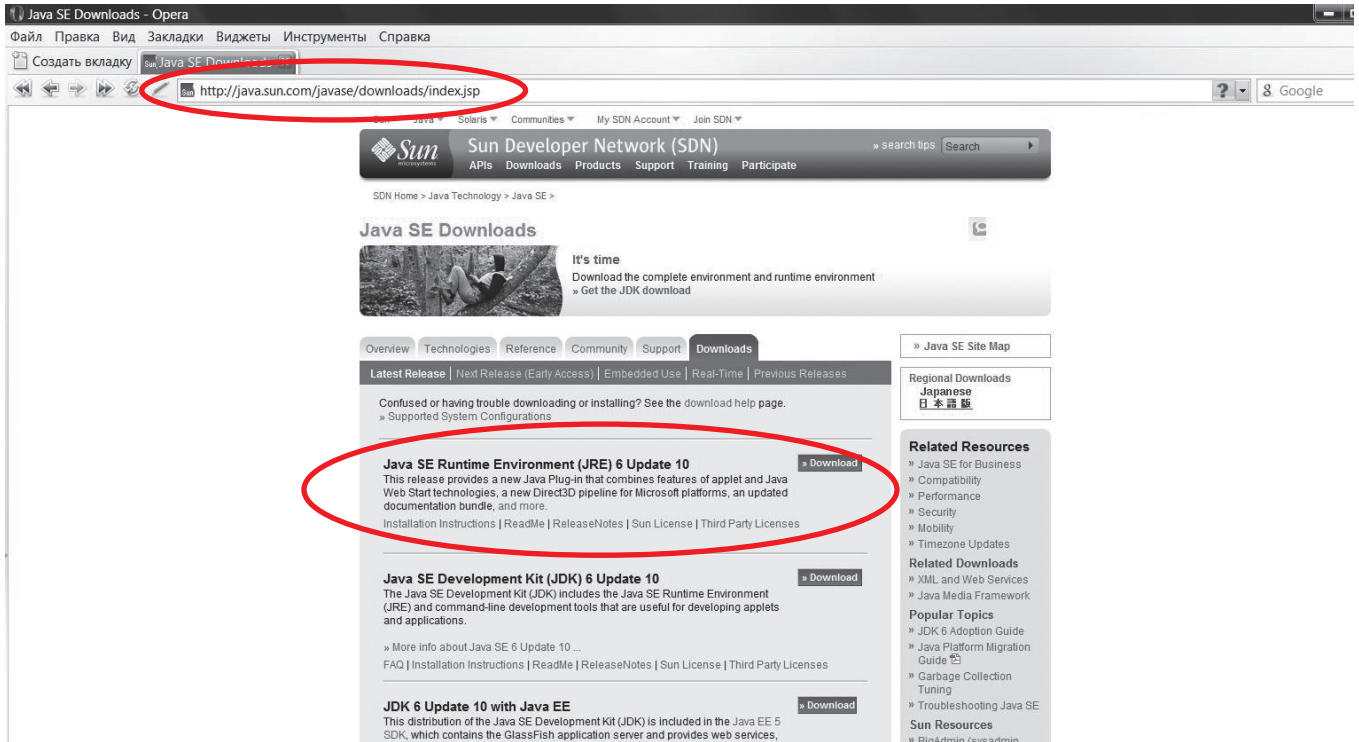 Java SE Downloads - Opera
Файл Правка Вид Закладки Виджеты Инструменты Справка
Создать вкладку Java SE Downloads
http://java.sun.com/javase/downloads/index.jsp
? Google
Java Solaris Communities My SDN Account Join SDN
Sun microsystems
Sun Developer Network (SDN)
» search tips Search
APIs Downloads Products Support Training Participate
SDN Home > Java Technology > Java SE >
Java SE Downloads
It's time
Download the complete environment and runtime environment
» Get the JDK download
Overview Technologies Reference Community Support Downloads
Latest Release | Next Release (Early Access) | Embedded Use | Real-Time | Previous Releases
Confused or having trouble downloading or installing? See the download help page.
» Supported System Configurations
Java SE Runtime Environment (JRE) 6 Update 10
» Download
This release provides a new Java Plug-in that combines features of applet and Java
Web Start technologies, a new Direct3D pipeline for Microsoft platforms, an updated
documentation bundle, and more.
Installation Instructions | ReadMe | ReleaseNotes | Sun License | Third Party Licenses
Java SE Development Kit (JDK) 6 Update 10
» Download
The Java SE Development Kit (JDK) includes the Java SE Runtime Environment
(JRE) and command-line development tools that are useful for developing applets
and applications.
» More info about Java SE 6 Update 10 ...
FAQ | Installation Instructions | ReadMe | ReleaseNotes | Sun License | Third Party Licenses
JDK 6 Update 10 with Java EE
» Download
This distribution of the Java SE Development Kit (JDK) is included in the Java EE 5
SDK, which contains the GlassFish application server and provides web services,
» Java SE Site Map
Regional Downloads
Japanese
日本語版
Related Resources
» Java SE for Business
» Compatibility
» Performance
» Security
» Mobility
» Timezone Updates
Related Downloads
» XML and Web Services
» Java Media Framework
Popular Topics
» JDK 6 Adoption Guide
» Java Platform Migration
Guide
» Garbage Collection
Tuning
» Troubleshooting Java SE
Sun Resources
» BigAdmin (sysadmin